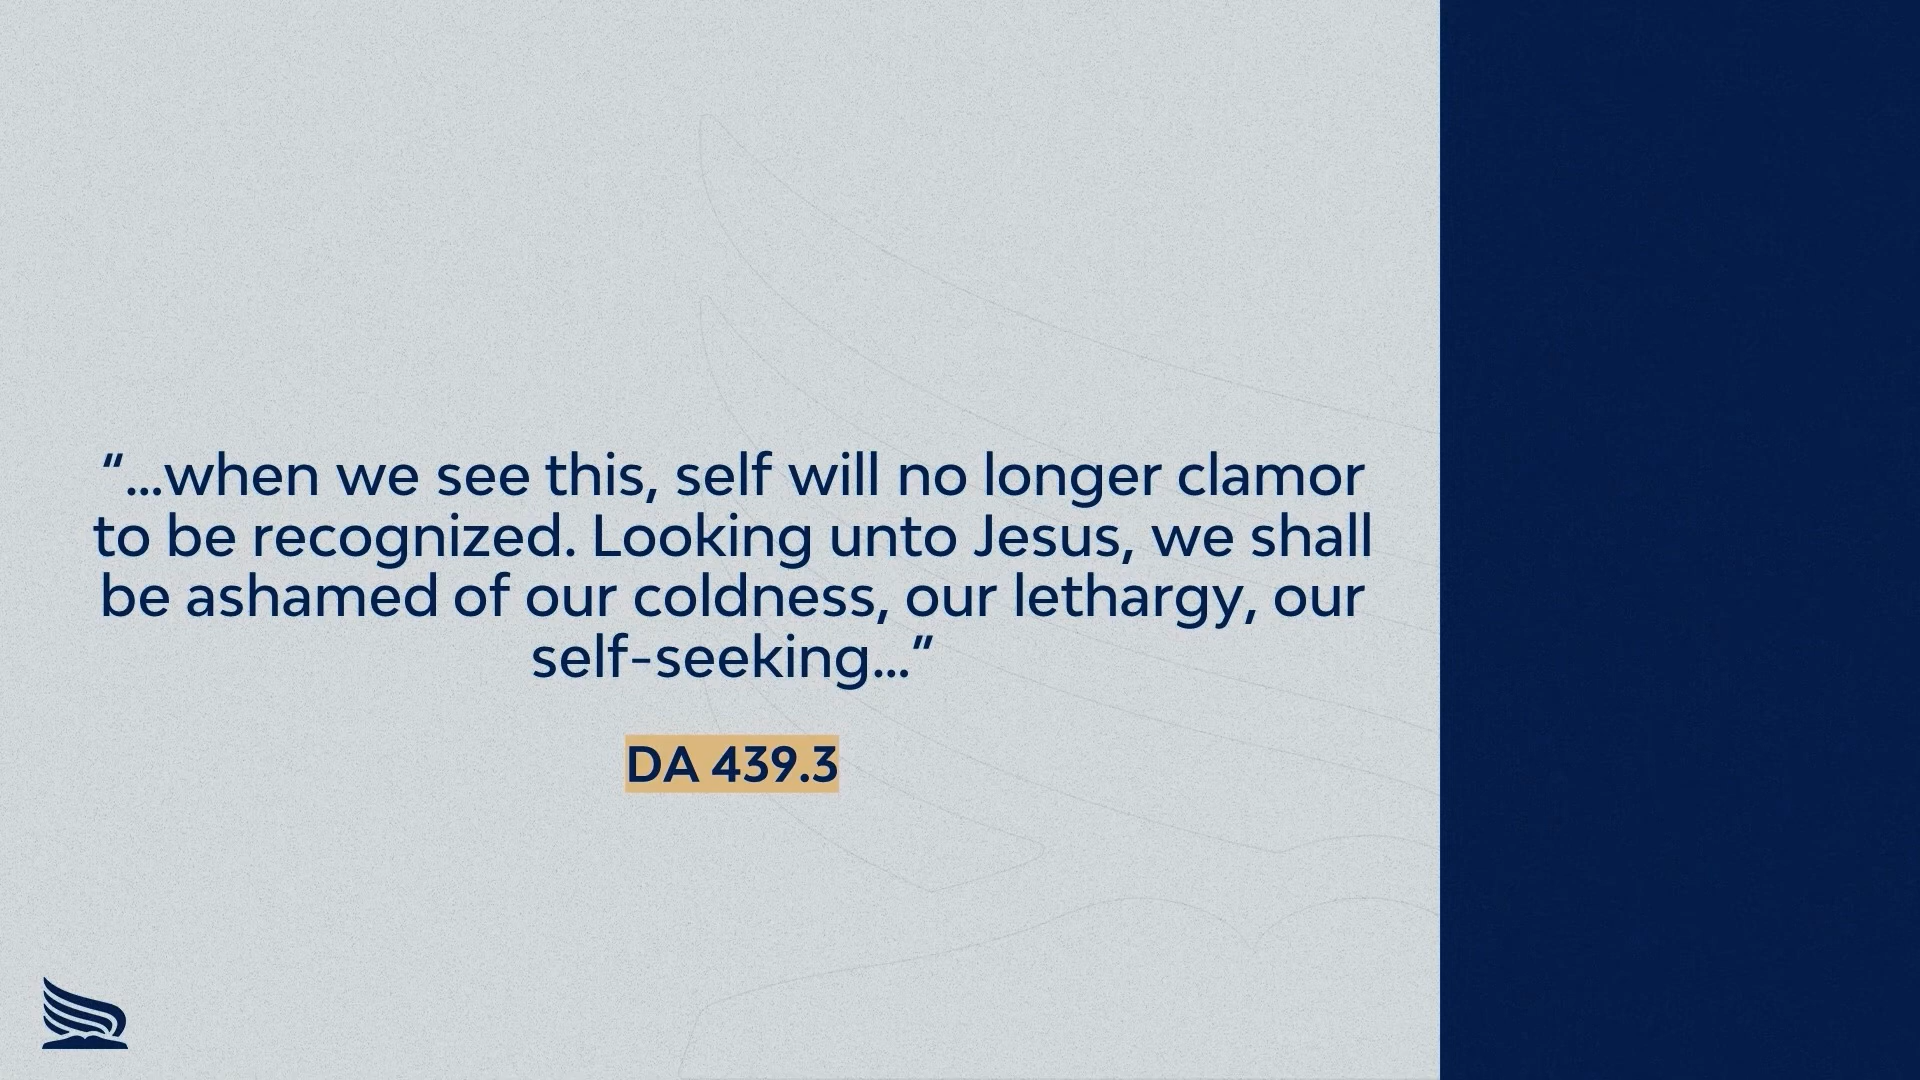 “...when we see this, self will no longer clamor
to be recognized. Looking unto Jesus, we shall
be ashamed of our coldness, our lethargy, our
self-seeking...”
DA 439.3